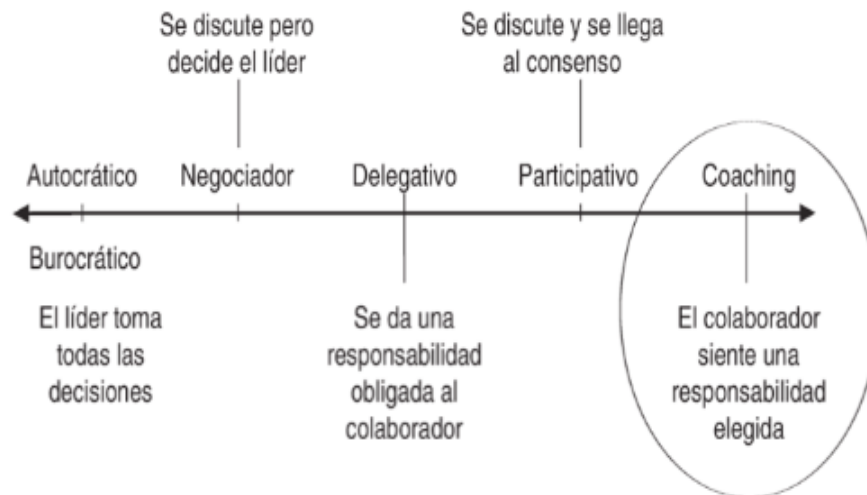 Se discute pero
decide el líder
Se discute y se llega
al consenso
Autocrático
Negociador
Delegativo
Participativo
Coaching
Burocrático
El líder toma
todas las
decisiones
Se da una
responsabilidad
obligada al
colaborador
El colaborador
siente una
responsabilidad
elegida